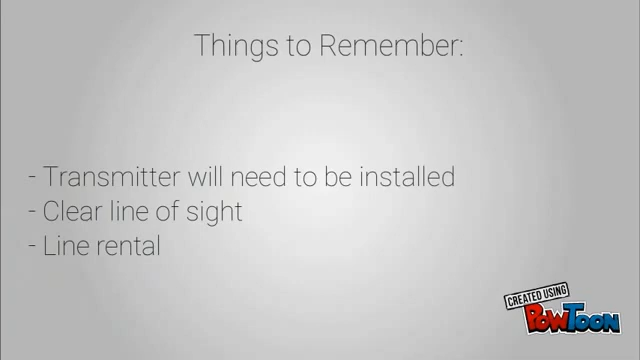 Things to Remember:
- Transmitter will need to be installed
- Clear line of sight
- Line rental
CREATED USING
POWTOON